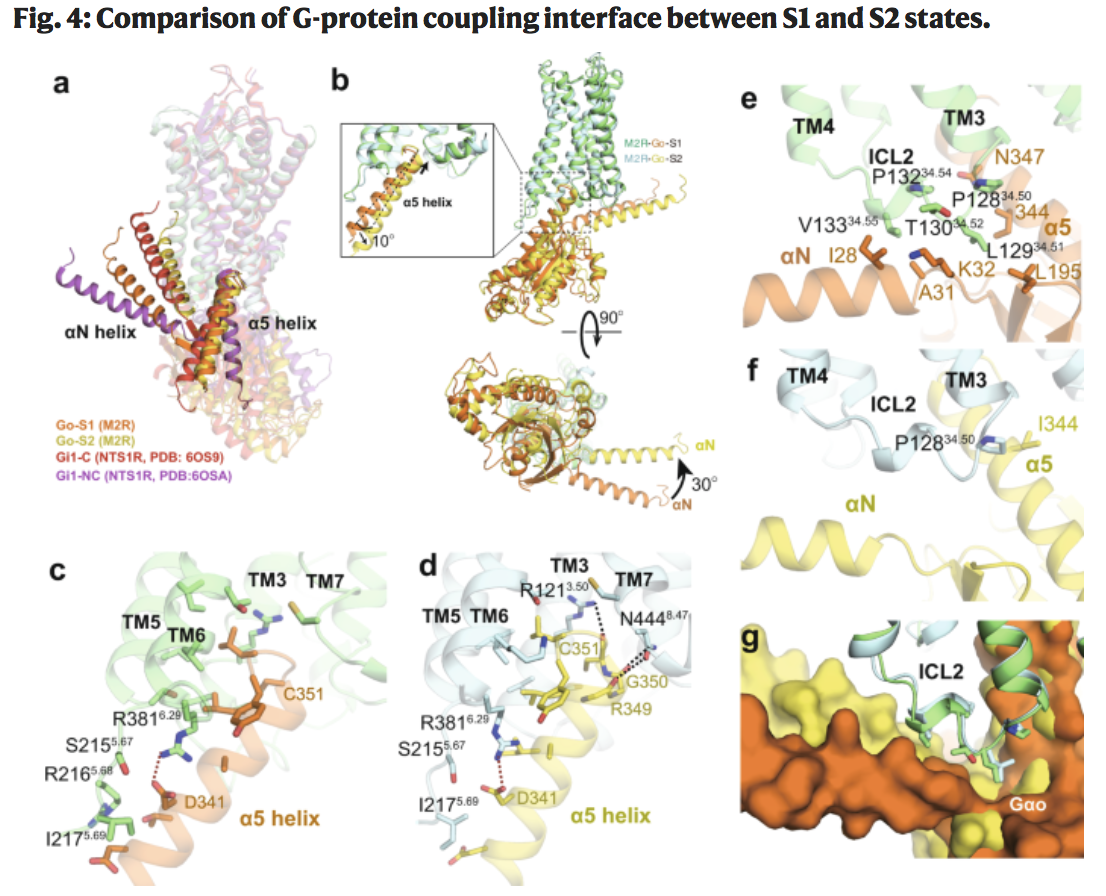 Fig. 4: Comparison of G-protein coupling interface between S1 and S2 states.
a
αN helix
α5 helix
Go-S1 (M2R)
Go-S2 (M2R)
Gi1-C (NTS1R, PDB: 6OS9)
Gi1-NC (NTS1R, PDB:6OSA)
b
M2R-Go-S1
M2R-Go-S2
α5 helix
10°
90°
αN
30°
αN
c
TM3
TM7
TM5
TM6
C351
R381^6.29
S215^5.67
R216^5.68
D341
I217^5.69
α5 helix
d
TM3
R121^3.50
TM7
TM5 TM6
N444^8.47
C351
G350
R349
R381^6.29
S215^5.67
D341
I217^5.69
α5 helix
e
TM4
TM3
ICL2
N347
P132^34.54
P128^34.50
V133^34.55
T130^34.52
344
α5
L129^34.51
αN
I28
K32
L195
A31
f
TM4
TM3
ICL2
P128^34.50
I344
α5
αN
g
ICL2
Gαo